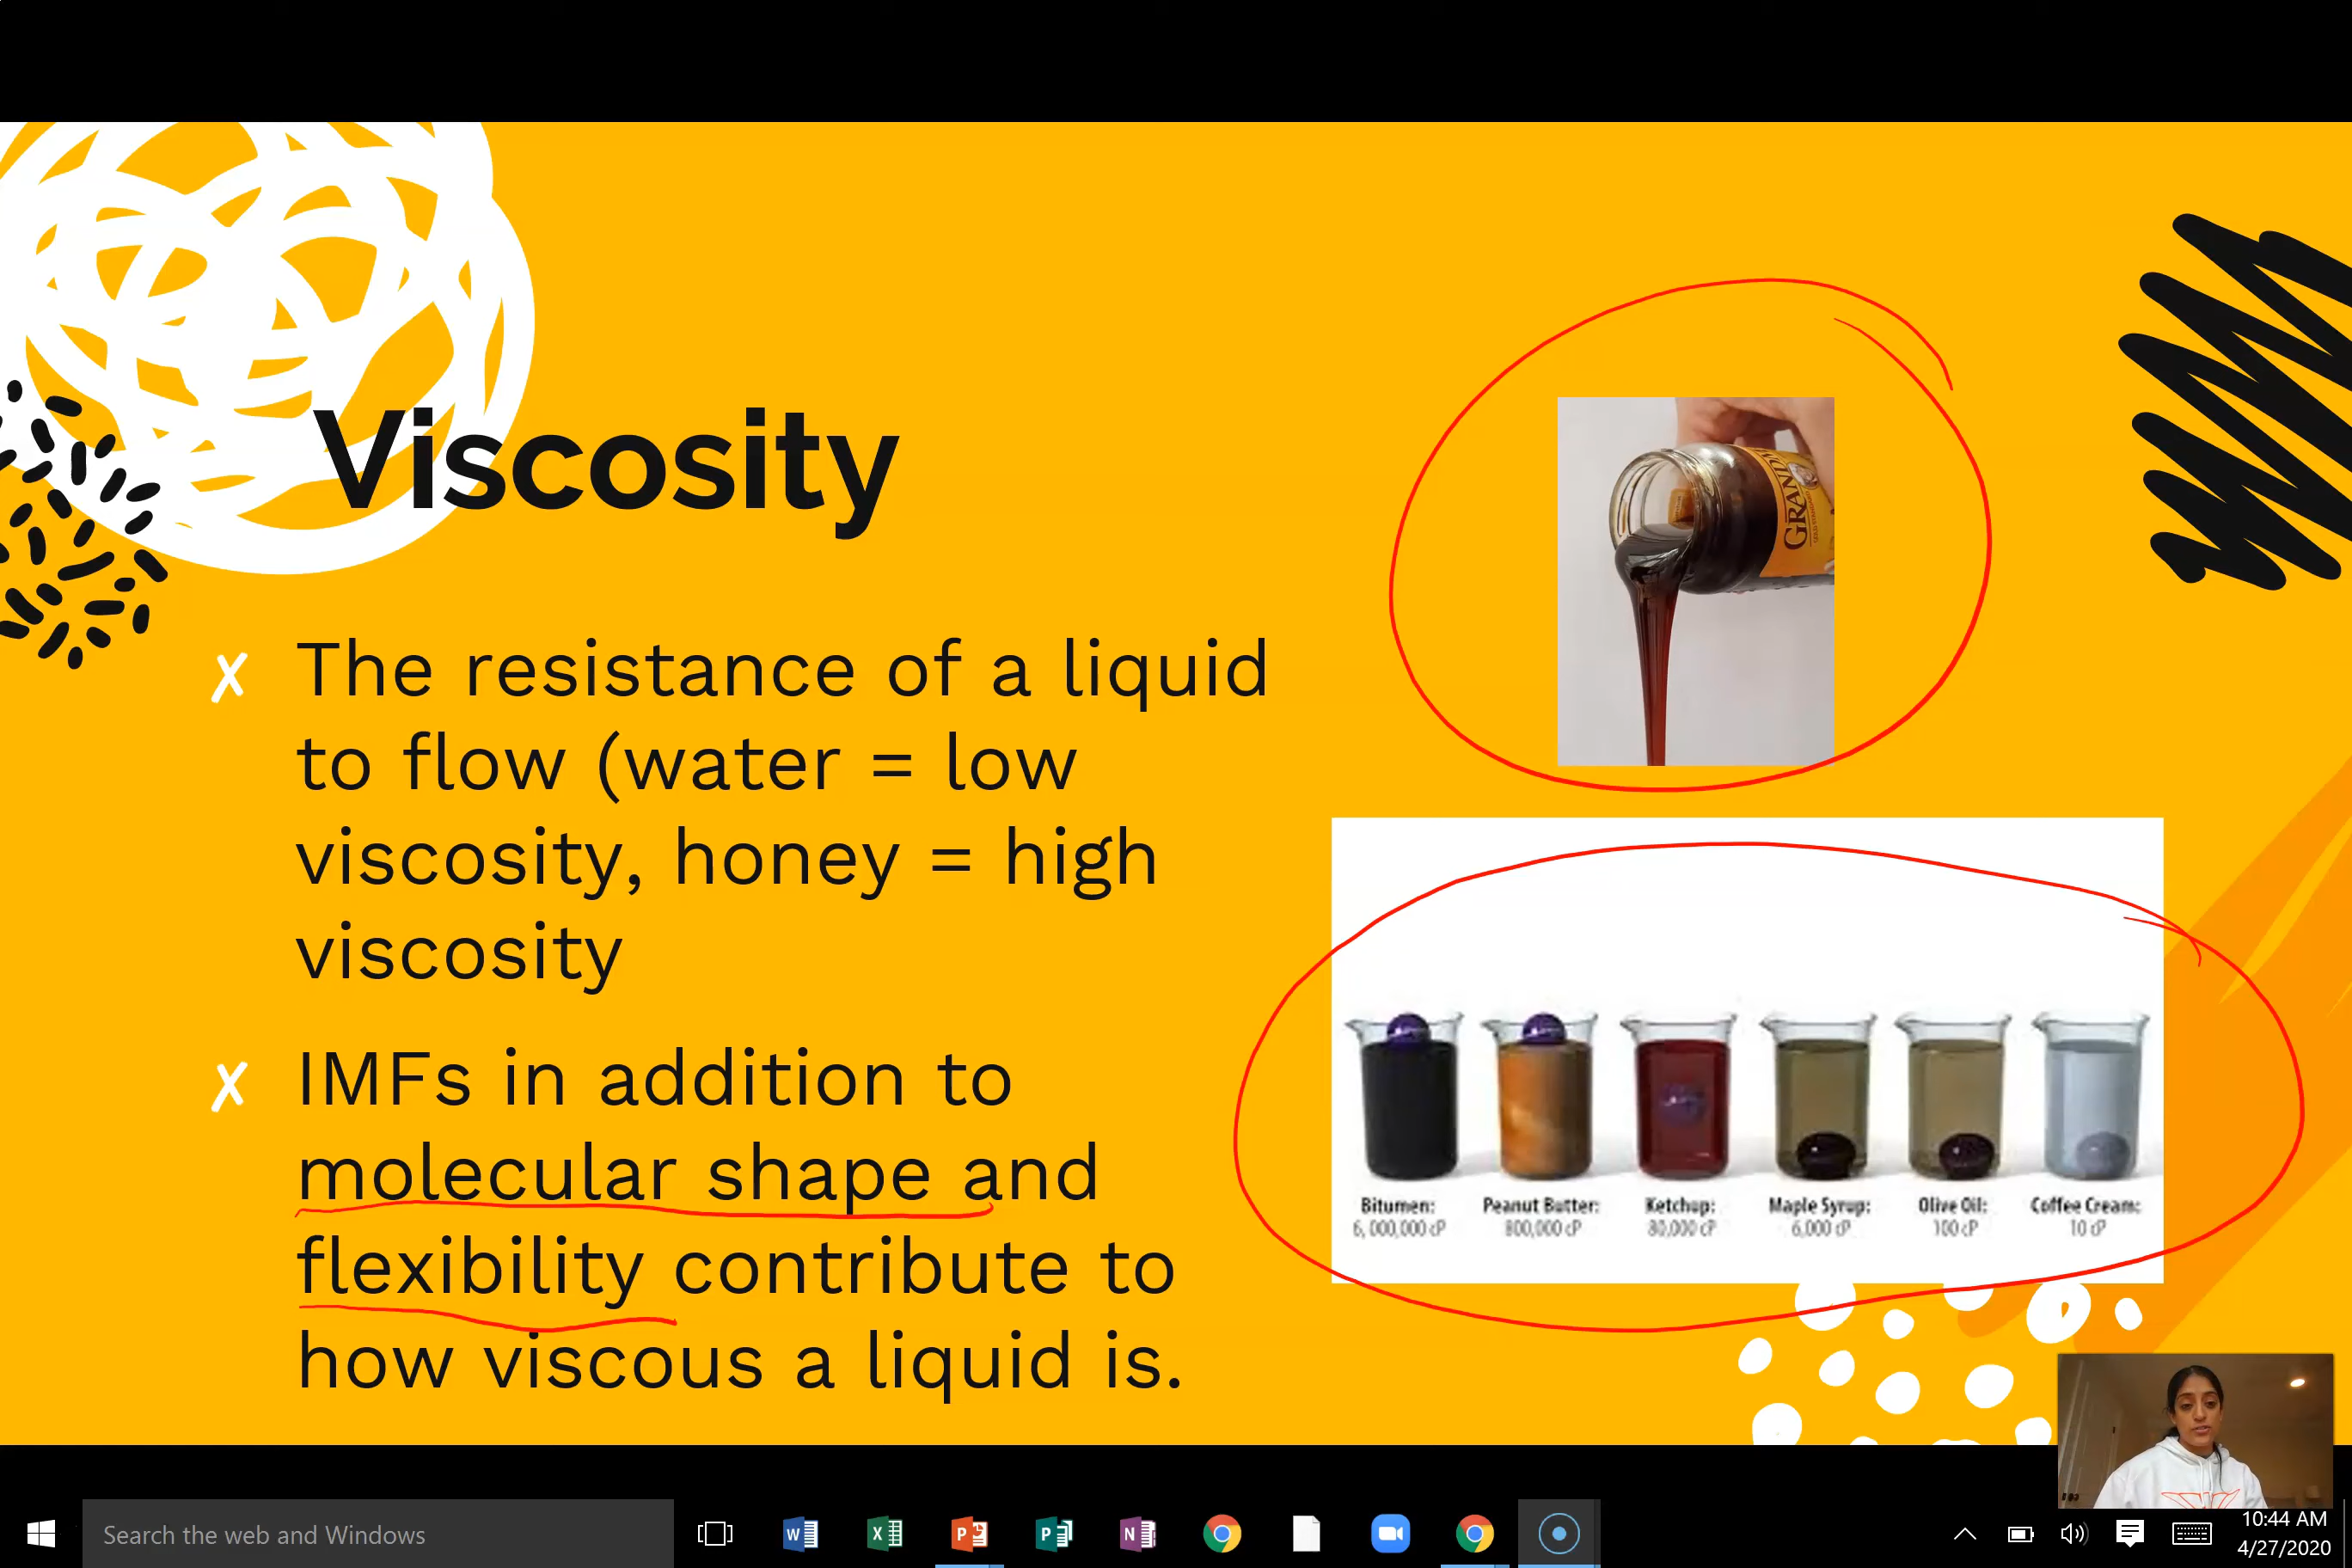 Viscosity
✗ The resistance of a liquid
to flow (water = low
viscosity, honey = high
viscosity
✗ IMFs in addition to
molecular shape and
flexibility contribute to
how viscous a liquid is.
Bitumen: Peanut Butter: Ketchup: Maple Syrup: Olive Oil: Coffee Cream:
6,000,000 cP 800,000 cP 80,000 cP 6,000 cP 100 cP 10 cP
Search the web and Windows
10:44 AM
4/27/2020